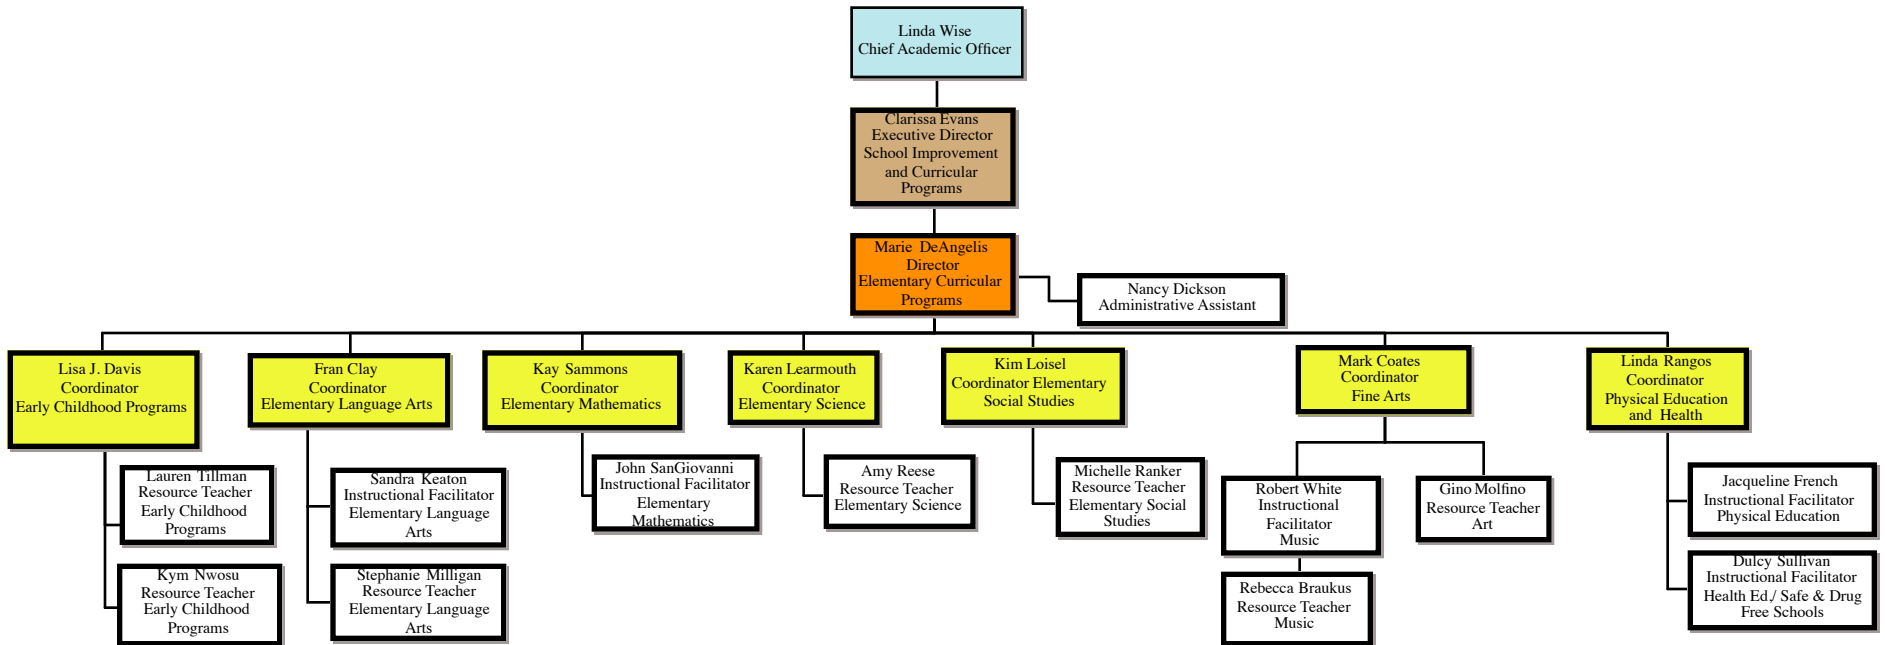 Linda Wise
Chief Academic Officer
Clarissa Evans
Executive Director
School Improvement
and Curricular
Programs
Marie DeAngelis
Director
Elementary Curricular
Programs
Nancy Dickson
Administrative Assistant
Lisa J. Davis
Coordinator
Early Childhood Programs
Fran Clay
Coordinator
Elementary Language Arts
Kay Sammons
Coordinator
Elementary Mathematics
Karen Learmouth
Coordinator
Elementary Science
Kim Loisel
Coordinator Elementary
Social Studies
Mark Coates
Coordinator
Fine Arts
Linda Rangos
Coordinator
Physical Education
and Health
Lauren Tillman
Resource Teacher
Early Childhood
Programs
Kym Nwosu
Resource Teacher
Early Childhood
Programs
Sandra Keaton
Instructional Facilitator
Elementary Language
Arts
Stephanie Milligan
Resource Teacher
Elementary Language
Arts
John SanGiovanni
Instructional Facilitator
Elementary
Mathematics
Amy Reese
Resource Teacher
Elementary Science
Michelle Ranker
Resource Teacher
Elementary Social
Studies
Robert White
Instructional
Facilitator
Music
Rebecca Braukus
Resource Teacher
Music
Gino Molfino
Resource Teacher
Art
Jacqueline French
Instructional Facilitator
Physical Education
Dulcy Sullivan
Instructional Facilitator
Health Ed./ Safe & Drug
Free Schools